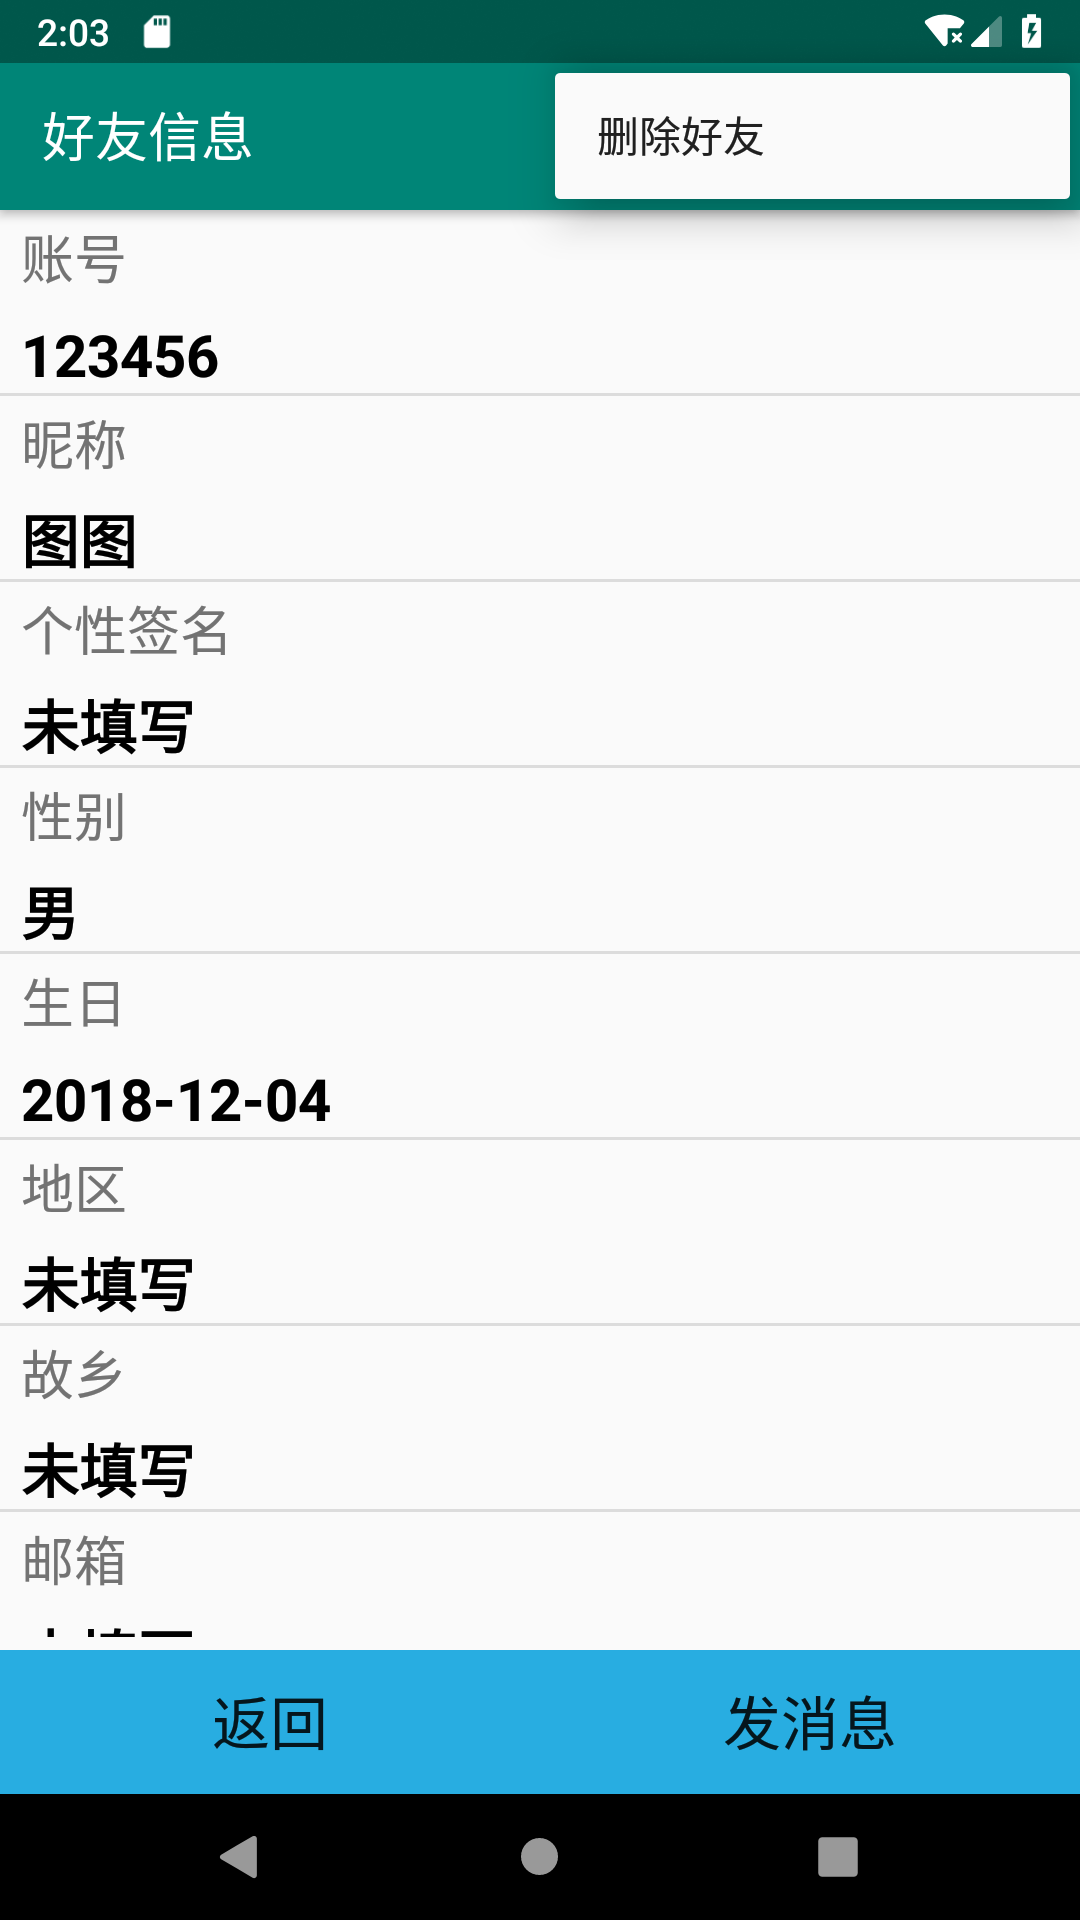 2:03
好友信息
删除好友
账号
123456
昵称
图图
个性签名
未填写
性别
男
生日
2018-12-04
地区
未填写
故乡
未填写
邮箱
返回
发消息